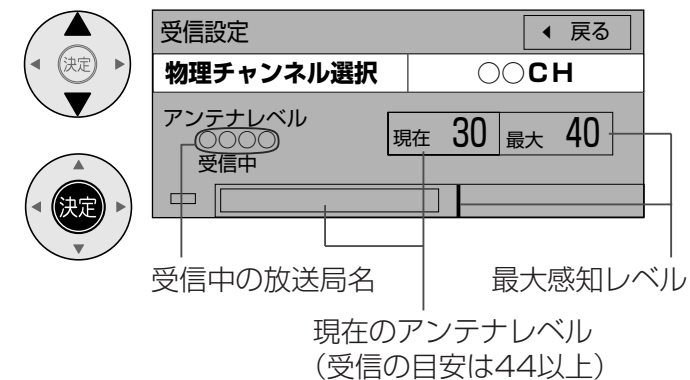 受信設定
戻る
物理チャンネル選択
○○CH
アンテナレベル
○○○○
受信中
現在 30 最大 40
決定
決定
受信中の放送局名
最大感知レベル
現在のアンテナレベル
(受信の目安は44以上)